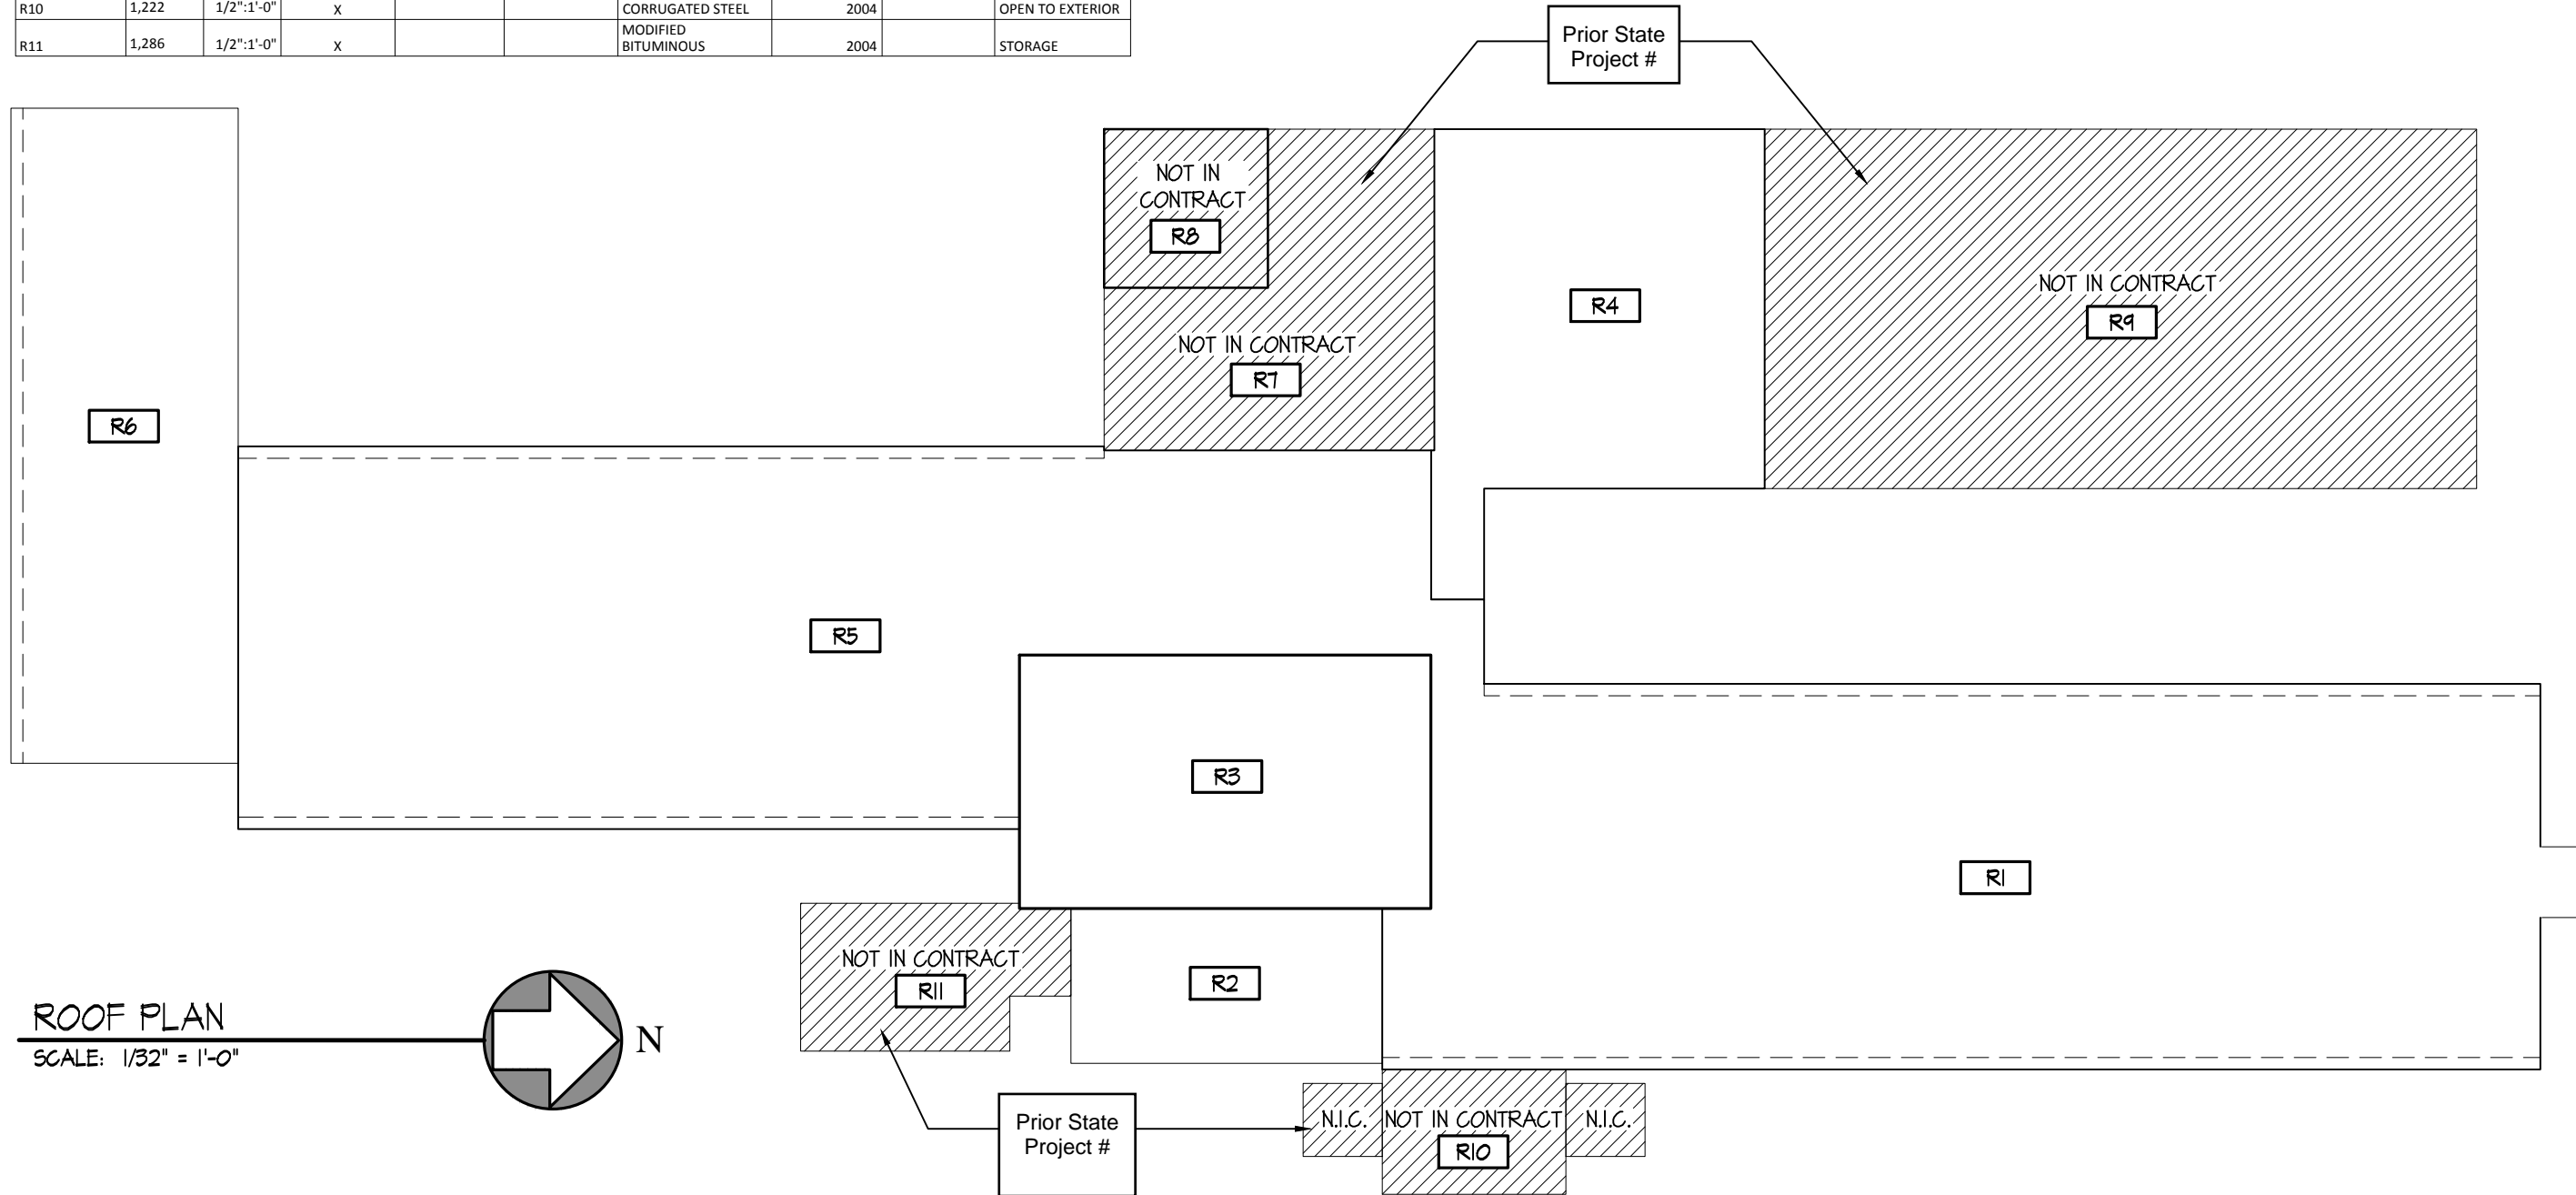 R10 1,222 1/2":1'-0" X CORRUGATED STEEL 2004 OPEN TO EXTERIOR
R11 1,286 1/2":1'-0" X MODIFIED BITUMINOUS 2004 STORAGE
Prior State
Project #
NOT IN
CONTRACT
R8
NOT IN CONTRACT
R7
R4
NOT IN CONTRACT
R9
R6
R5
R3
R1
NOT IN CONTRACT
R11
R2
ROOF PLAN
SCALE: 1/32" = 1'-0"
N
Prior State
Project #
N.I.C.
NOT IN CONTRACT
R10
N.I.C.